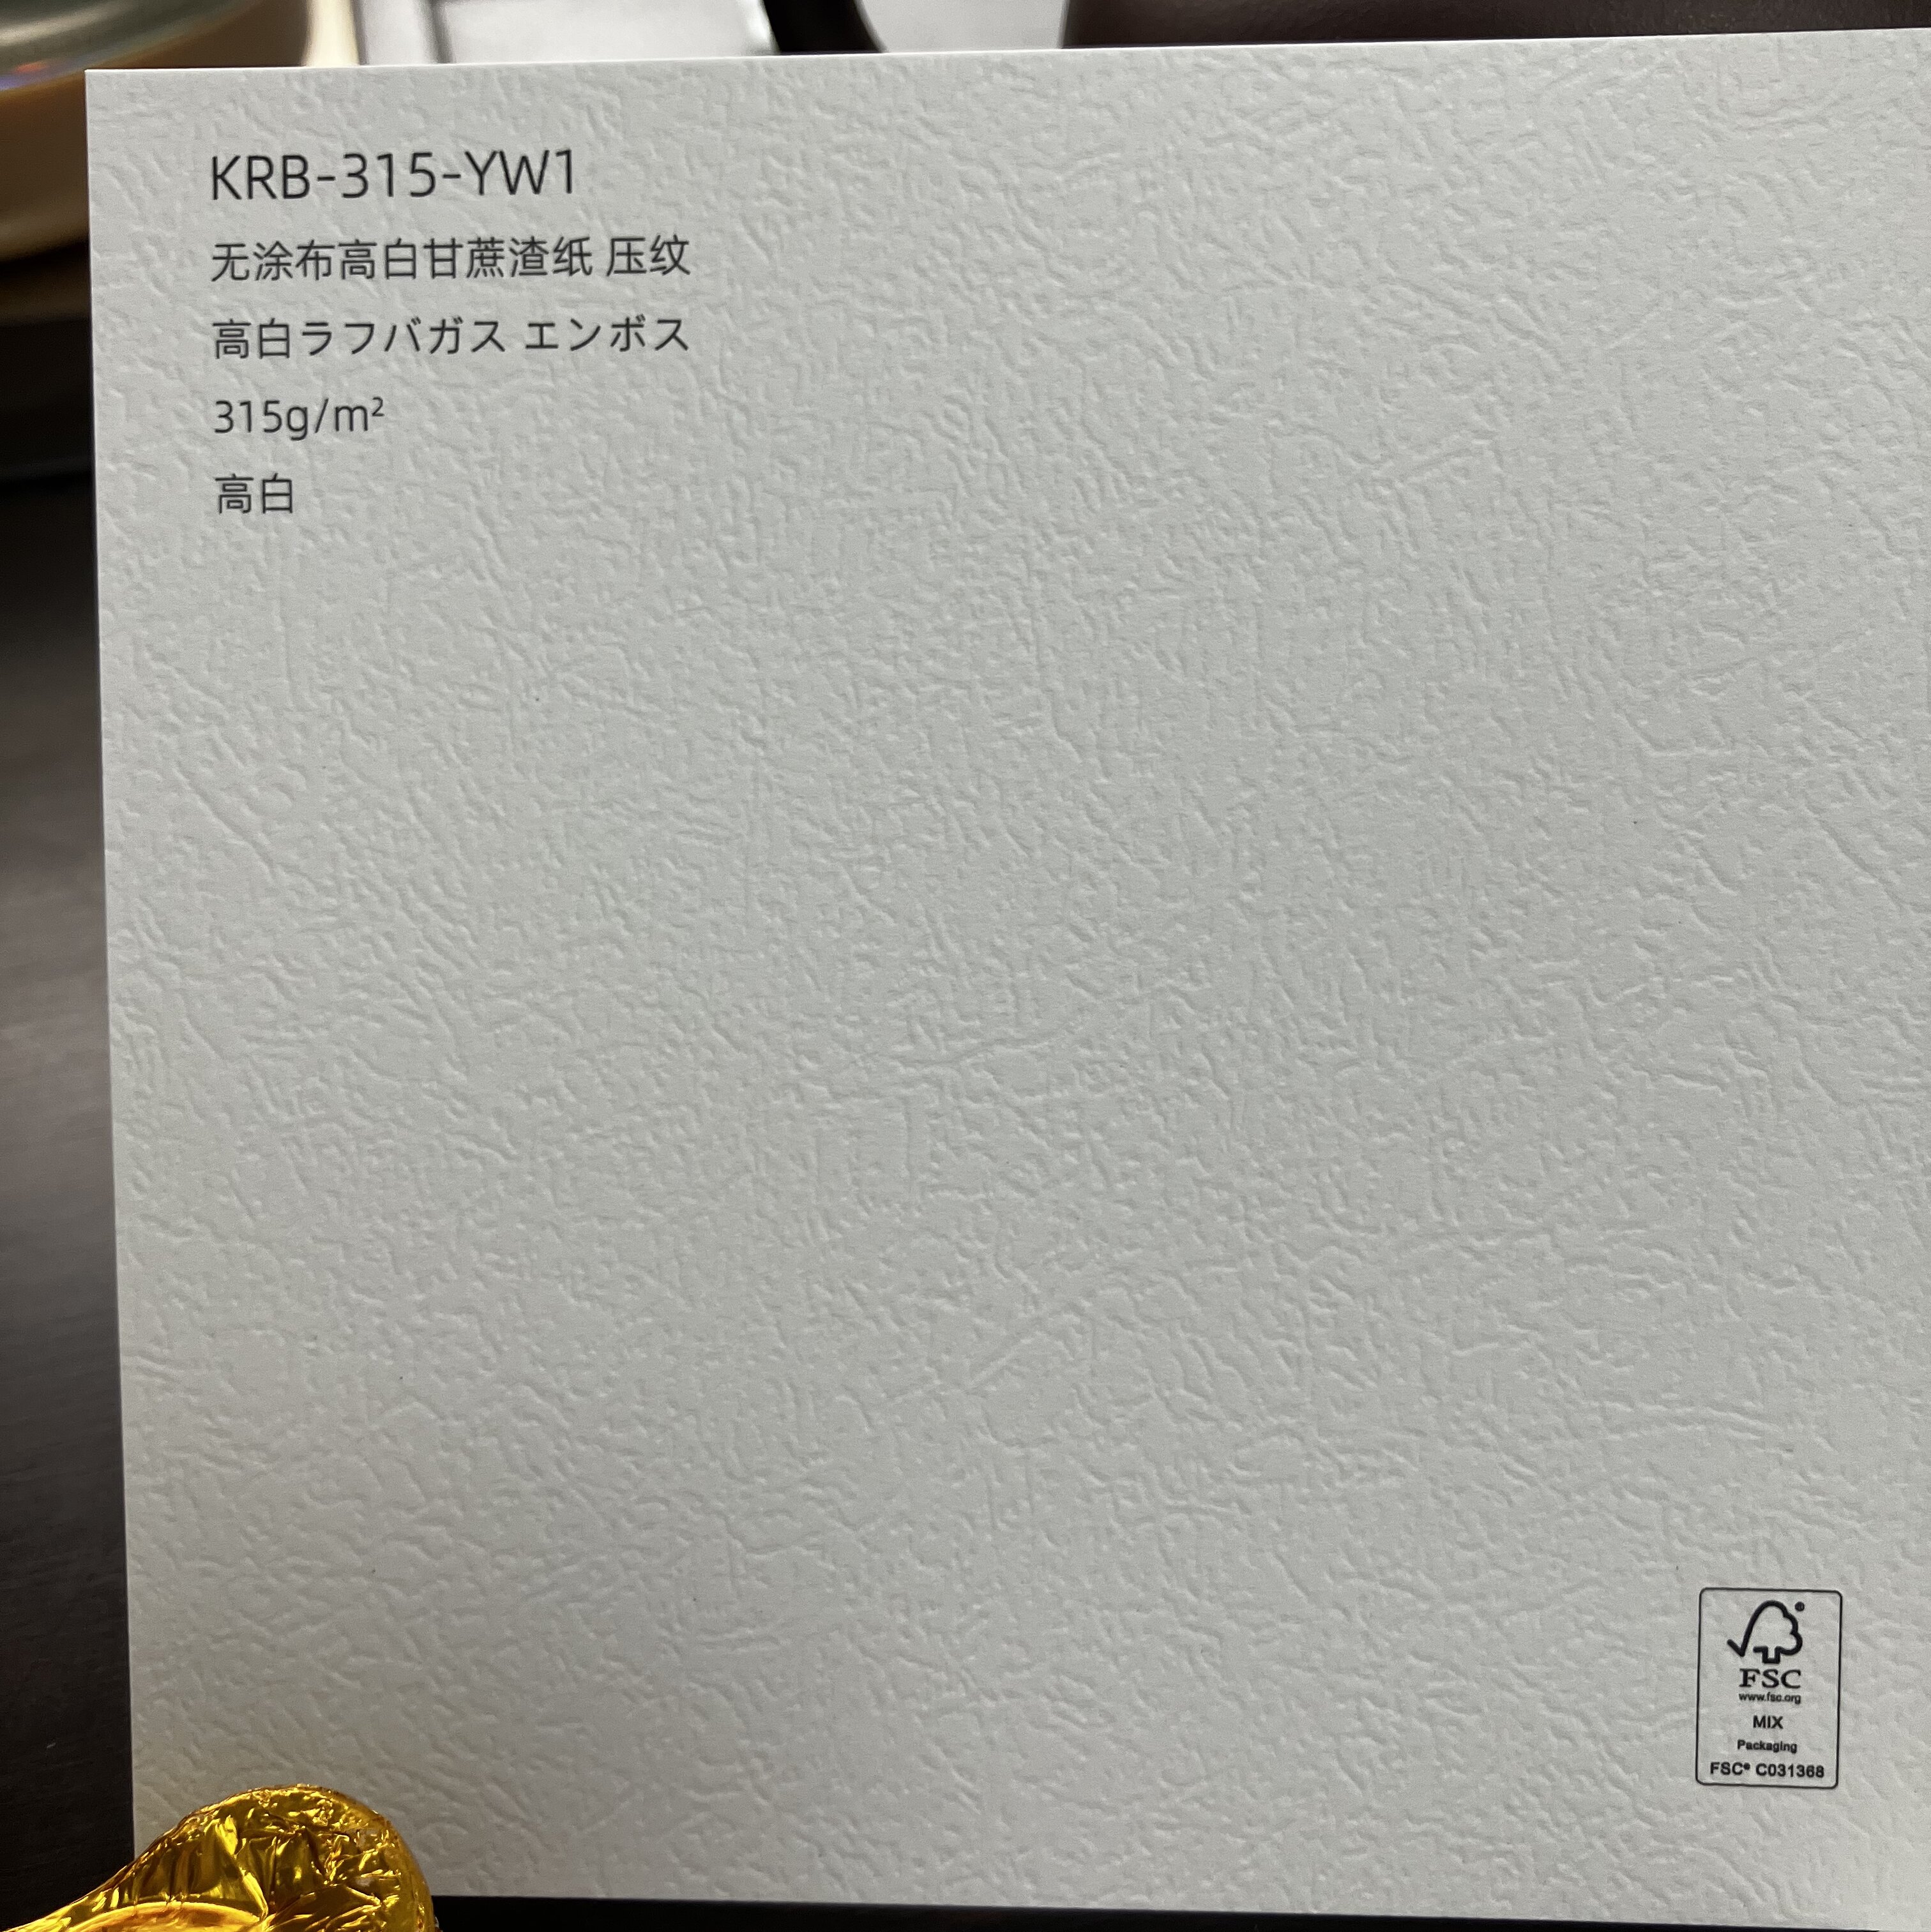 KRB-315-YW1
无涂布高白甘蔗渣纸 压纹
高白ラフバガス エンボス
315g/m²
高白
FSC
www.fsc.org
MIX
Packaging
FSC® C031368